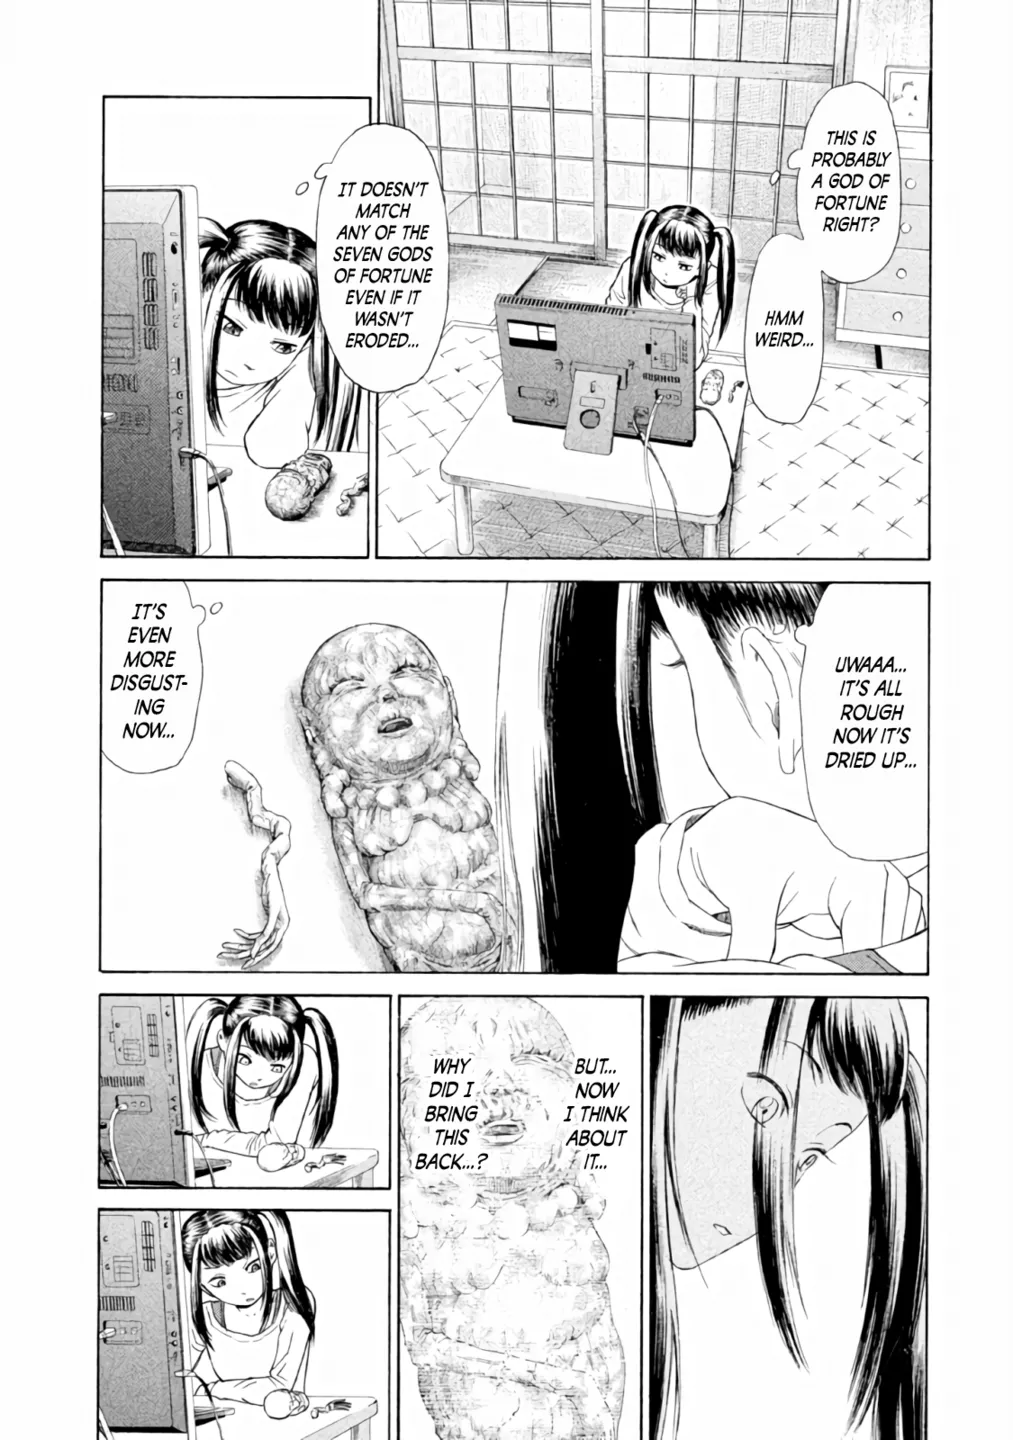 THIS IS
PROBABLY
A GOD OF
FORTUNE
RIGHT?
HMM
WEIRD...
IT DOESN'T
MATCH
ANY OF THE
SEVEN GODS
OF FORTUNE
EVEN IF IT
WASN'T
ERODED...
UWAAA...
IT'S ALL
ROUGH
NOW IT'S
DRIED UP...
IT'S
EVEN
MORE
DISGUST-
ING
NOW...
BUT...
NOW
I THINK
ABOUT
IT...
WHY
DID I
BRING
THIS
BACK...?